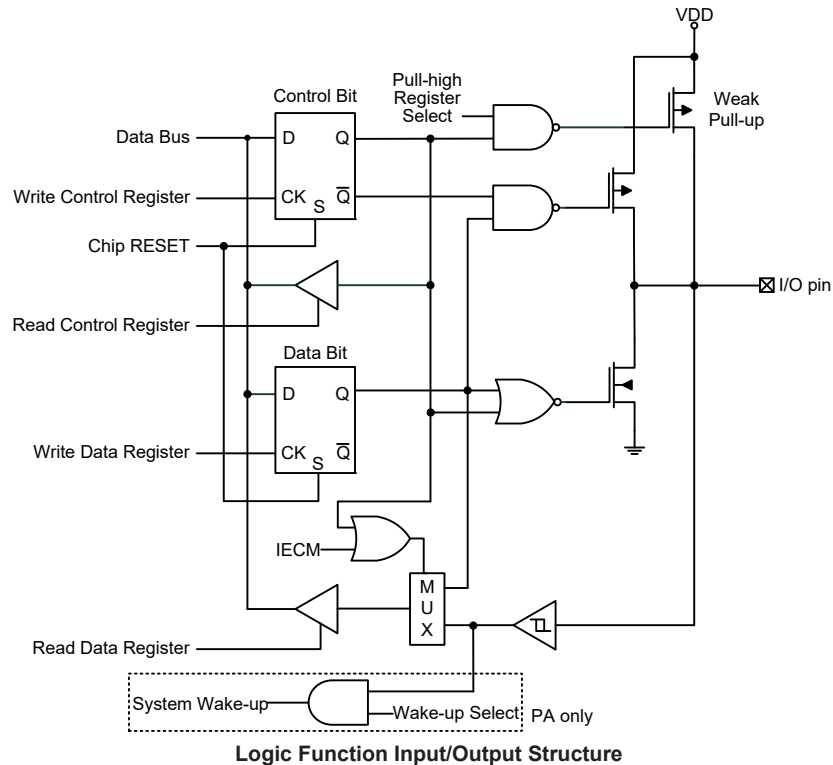 VDD
Pull-high
Register
Select
Weak
Pull-up
Control Bit
Data Bus
D
Q
Write Control Register
CK
S
Q
Chip RESET
I/O pin
Read Control Register
Data Bit
D
Q
Write Data Register
CK
S
Q
IECM
M
U
X
Read Data Register
System Wake-up
Wake-up Select
PA only
Logic Function Input/Output Structure